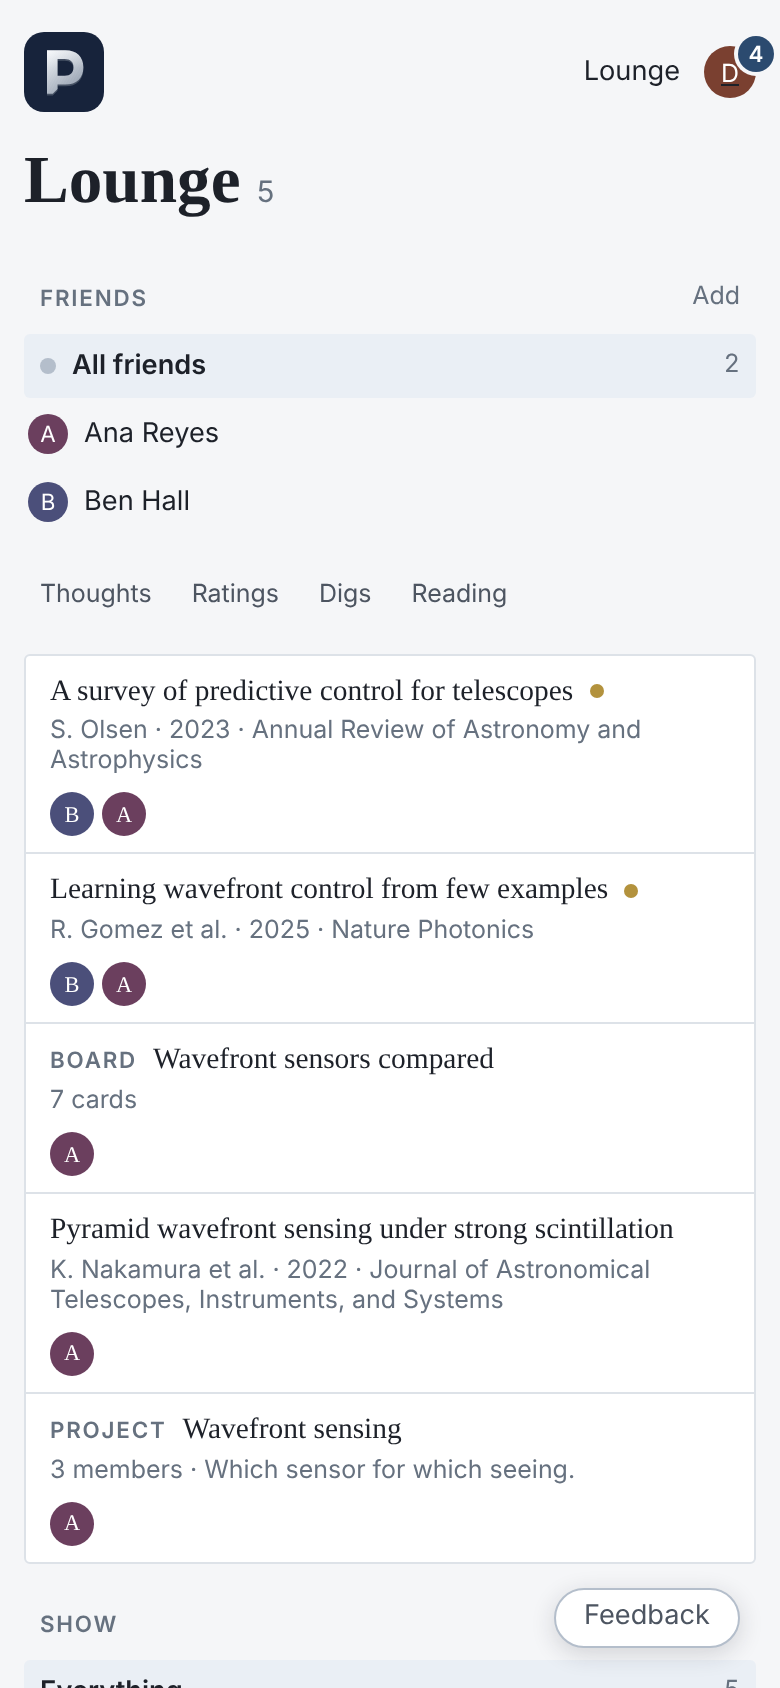 P
Lounge
D
4
Lounge 5
FRIENDS
Add
All friends
2
A
Ana Reyes
B
Ben Hall
Thoughts
Ratings
Digs
Reading
A survey of predictive control for telescopes
S. Olsen · 2023 · Annual Review of Astronomy and
Astrophysics
B A
Learning wavefront control from few examples
R. Gomez et al. · 2025 · Nature Photonics
B A
BOARD Wavefront sensors compared
7 cards
A
Pyramid wavefront sensing under strong scintillation
K. Nakamura et al. · 2022 · Journal of Astronomical
Telescopes, Instruments, and Systems
A
PROJECT Wavefront sensing
3 members · Which sensor for which seeing.
A
SHOW
Feedback
Everything
5